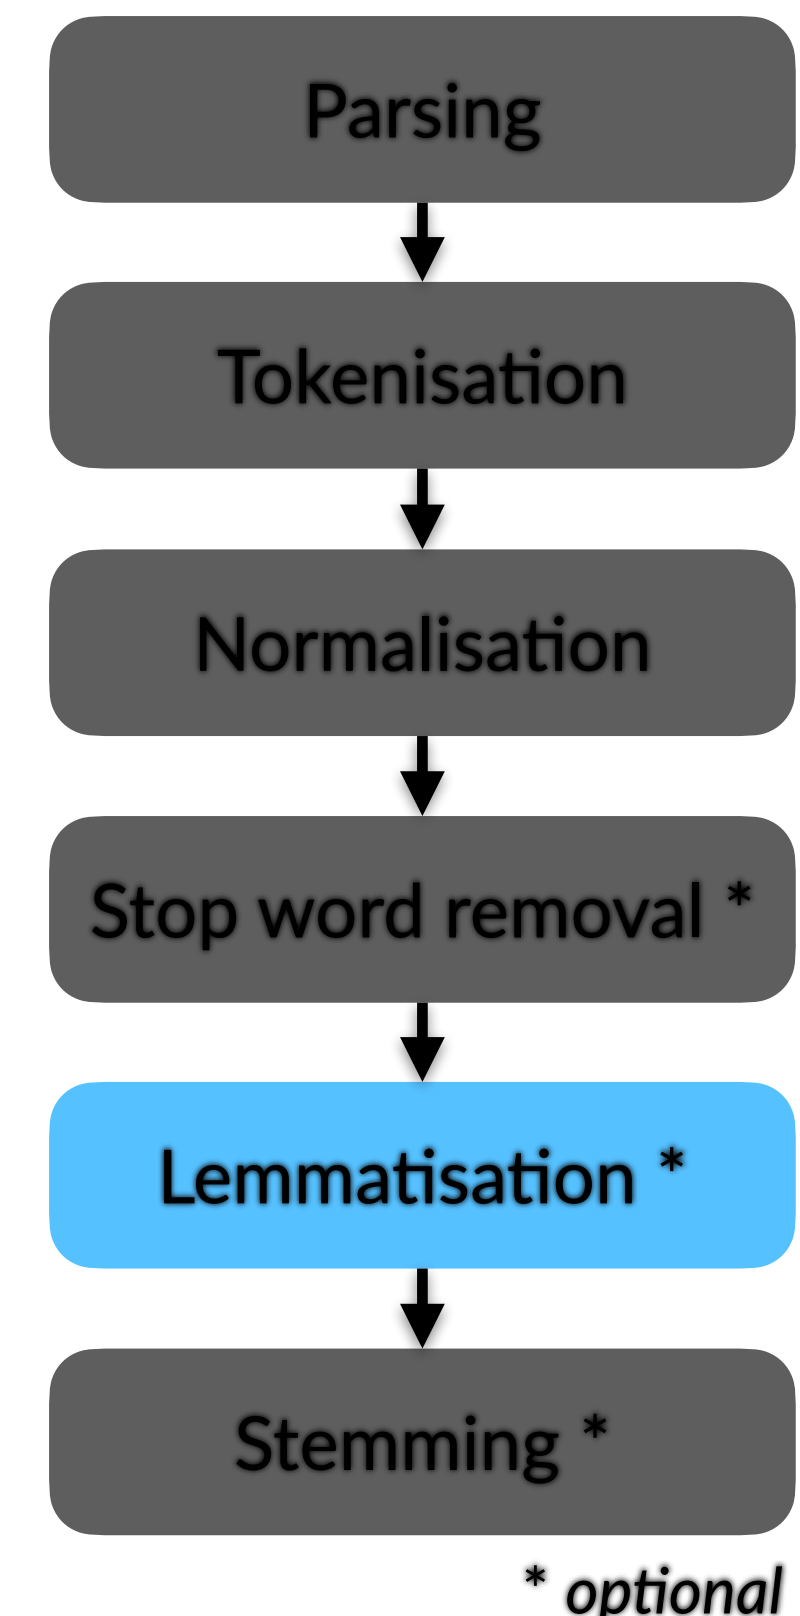 Parsing
Tokenisation
Normalisation
Stop word removal *
Lemmatisation *
Stemming *
* optional